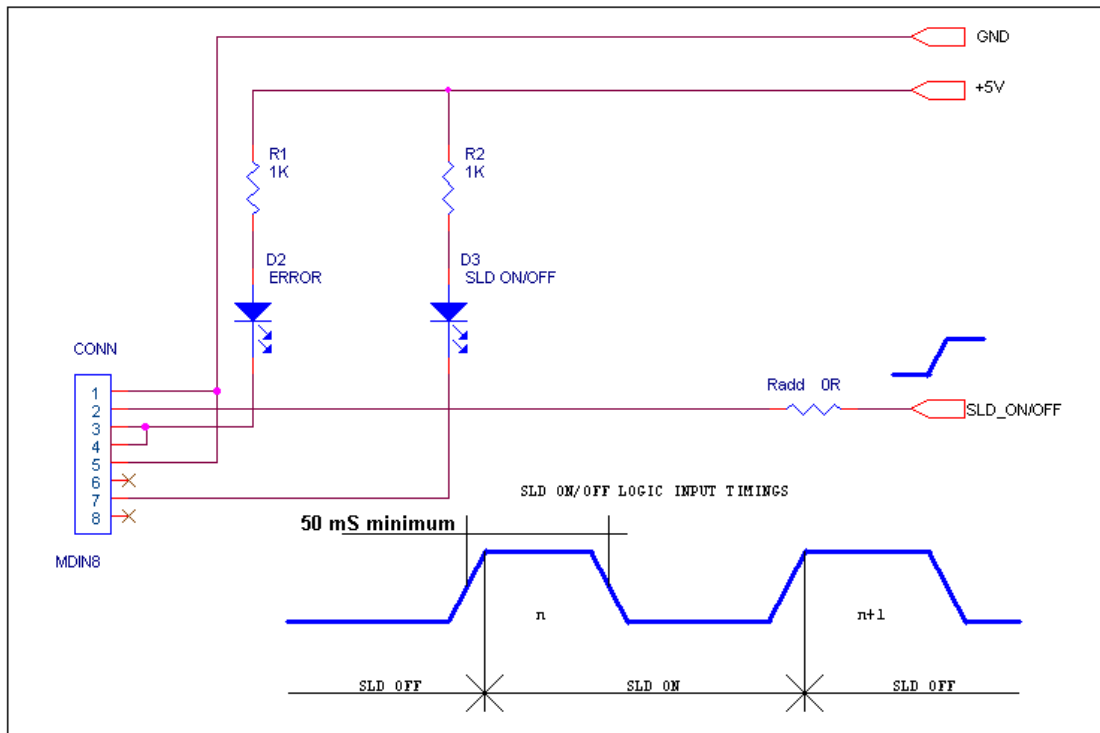 GND
+5V
R1
1K
R2
1K
D2
ERROR
D3
SLD ON/OFF
CONN
1
2
3
4
5
6
7
8
MDIN8
Radd 0R
SLD_ON/OFF
SLD ON/OFF LOGIC INPUT TIMINGS
50 mS minimum
n
n+1
SLD OFF
SLD ON
SLD OFF